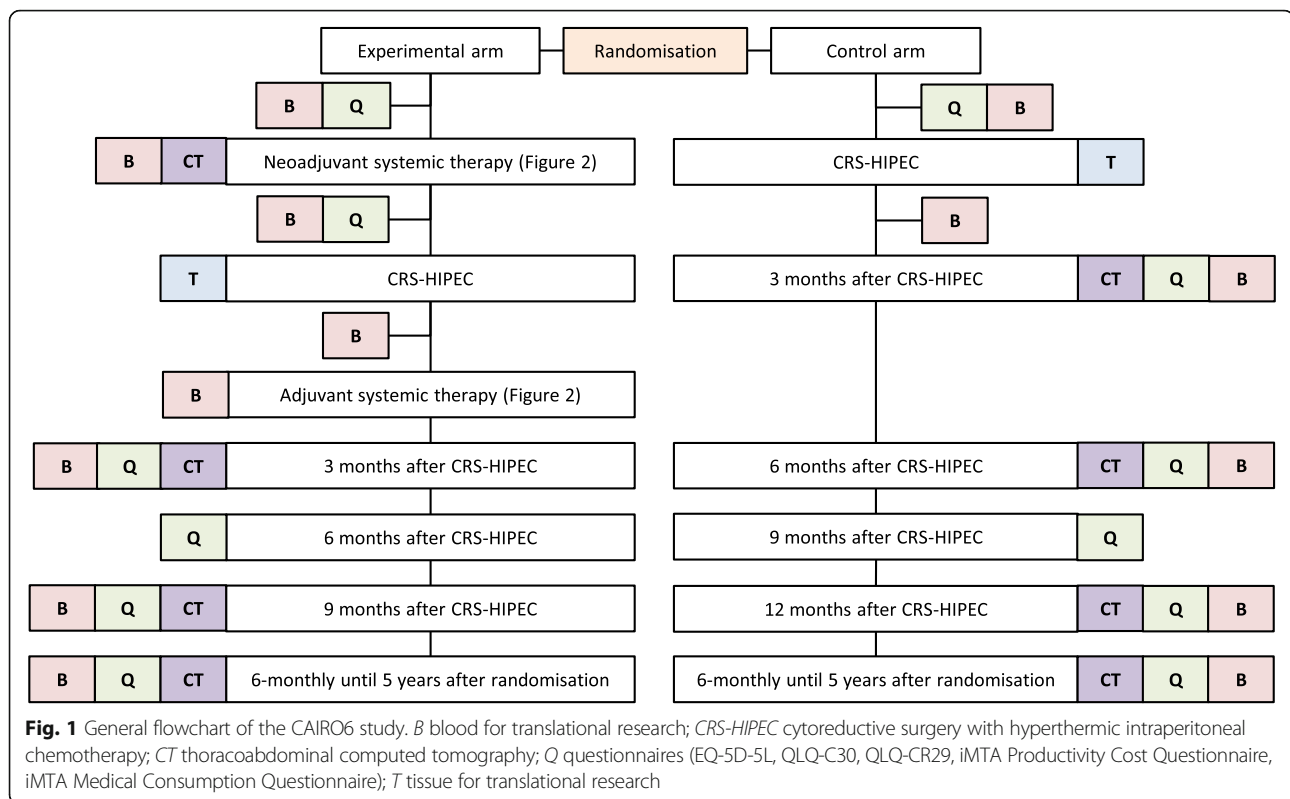 Experimental arm Randomisation Control arm
B Q Q B
B CT Neoadjuvant systemic therapy (Figure 2) CRS-HIPEC T
B Q B
T CRS-HIPEC 3 months after CRS-HIPEC CT Q B
B
B Adjuvant systemic therapy (Figure 2)
B Q CT 3 months after CRS-HIPEC 6 months after CRS-HIPEC CT Q B
Q 6 months after CRS-HIPEC 9 months after CRS-HIPEC Q
B Q CT 9 months after CRS-HIPEC 12 months after CRS-HIPEC CT Q B
B Q CT 6-monthly until 5 years after randomisation 6-monthly until 5 years after randomisation CT Q B
Fig. 1 General flowchart of the CAIRO6 study. B blood for translational research; CRS-HIPEC cytoreductive surgery with hyperthermic intraperitoneal
chemotherapy; CT thoracoabdominal computed tomography; Q questionnaires (EQ-5D-5L, QLQ-C30, QLQ-CR29, iMTA Productivity Cost Questionnaire,
iMTA Medical Consumption Questionnaire); T tissue for translational research